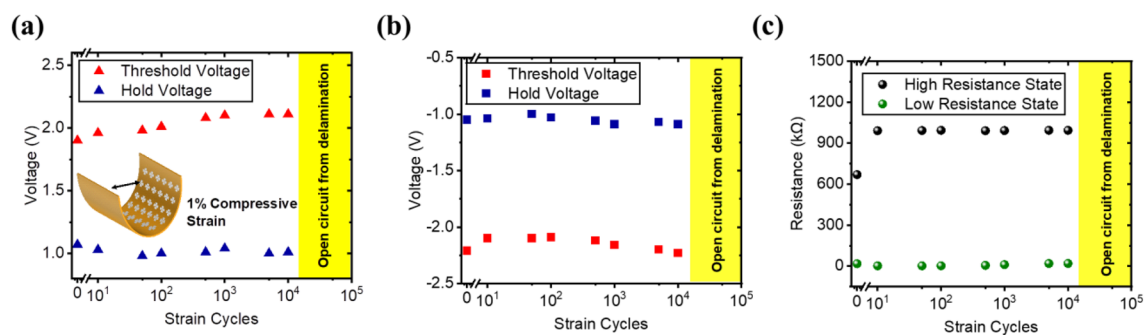 (a)
2.5
2.0
1.5
1.0
Voltage (V)
Threshold Voltage
Hold Voltage
1% Compressive
Strain
Open circuit from delamination
0 10¹ 10² 10³ 10⁴ 10⁵
Strain Cycles
(b)
-0.5
-1.0
-1.5
-2.0
-2.5
Voltage (V)
Threshold Voltage
Hold Voltage
Open circuit from delamination
0 10¹ 10² 10³ 10⁴ 10⁵
Strain Cycles
(c)
1500
1200
900
600
300
0
Resistance (kΩ)
High Resistance State
Low Resistance State
Open circuit from delamination
0 10¹ 10² 10³ 10⁴ 10⁵
Strain Cycles